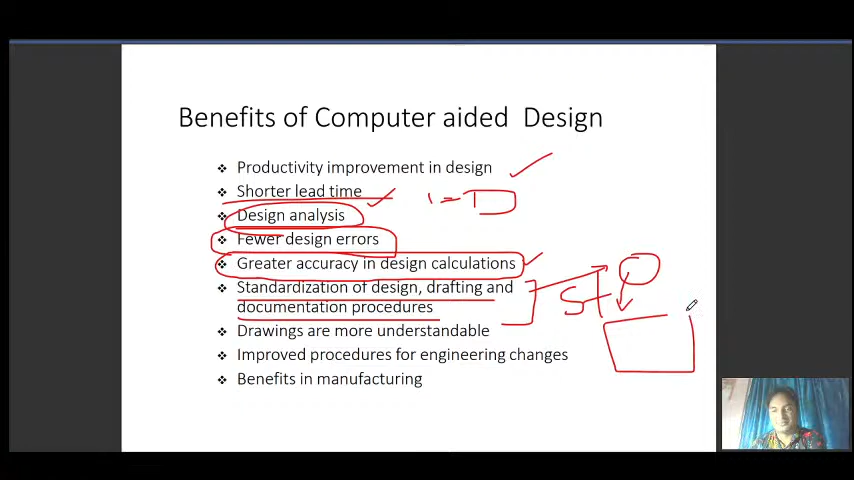 Benefits of Computer aided Design
❖ Productivity improvement in design
❖ Shorter lead time
❖ Design analysis
❖ Fewer design errors
❖ Greater accuracy in design calculations
❖ Standardization of design, drafting and
documentation procedures
❖ Drawings are more understandable
❖ Improved procedures for engineering changes
❖ Benefits in manufacturing